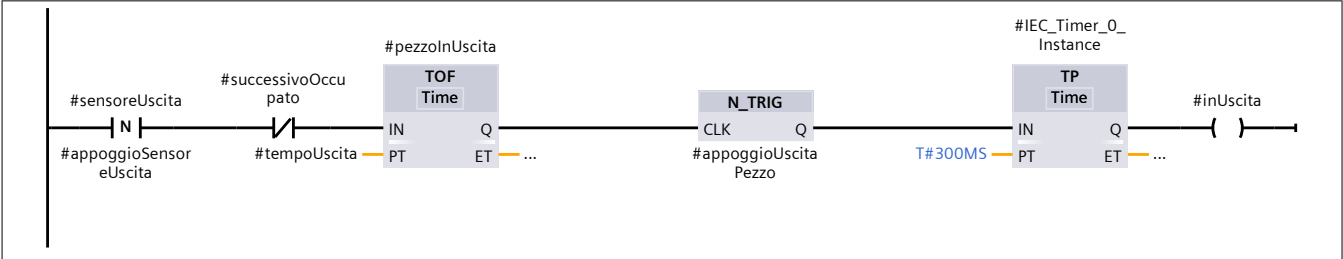 #sensoreUscita
N
#appoggioSensor
eUscita
#successivoOccu
pato
#pezzoInUscita
TOF
Time
IN
Q
#tempoUscita
PT
ET
...
N_TRIG
CLK
Q
#appoggioUscita
Pezzo
#IEC_Timer_0_
Instance
TP
Time
IN
Q
T#300MS
PT
ET
...
#inUscita